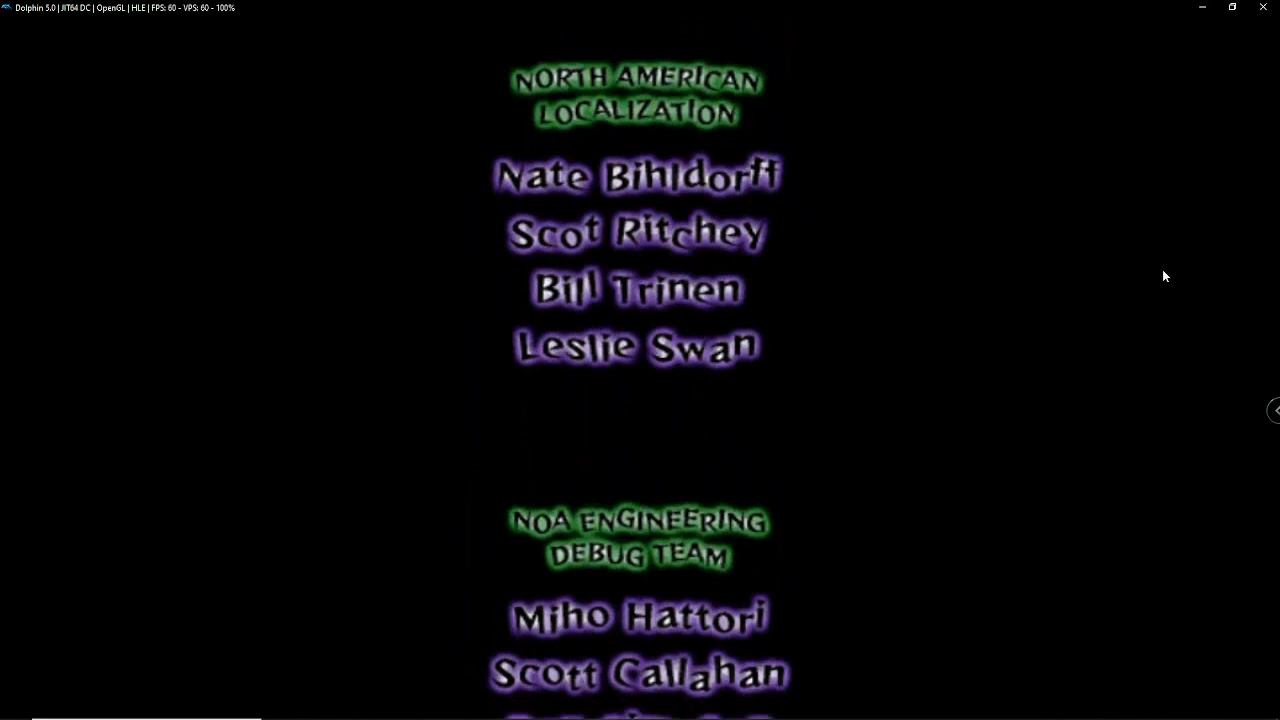 Dolphin 5.0 | JIT64 DC | OpenGL | HLE | FPS: 60 - VPS: 60 - 100%
NORTH AMERICAN
LOCALIZATION
Nate Bihldorff
Scot Ritchey
Bill Trinen
Leslie Swan
NOA ENGINEERING
DEBUG TEAM
Miho Hattori
Scott Callahan